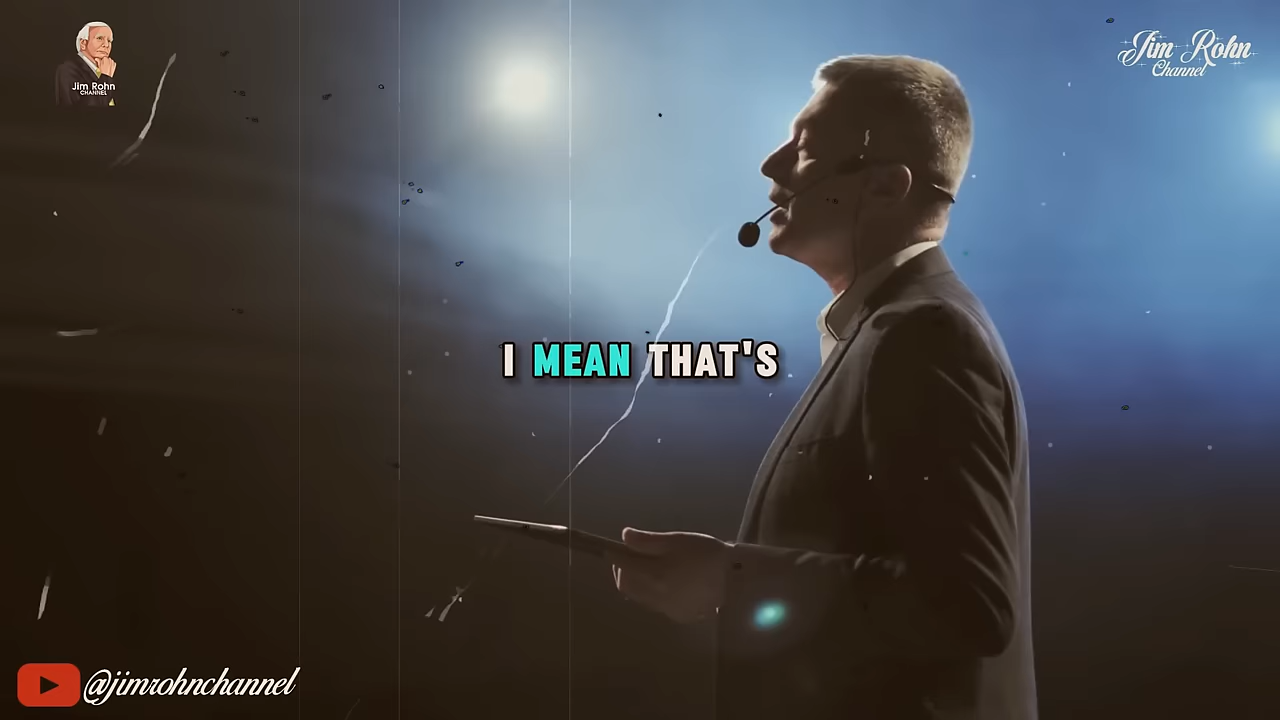 Jim Rohn
CHANNEL
Jim Rohn
Channel
I MEAN THAT'S
@jimrohnchannel